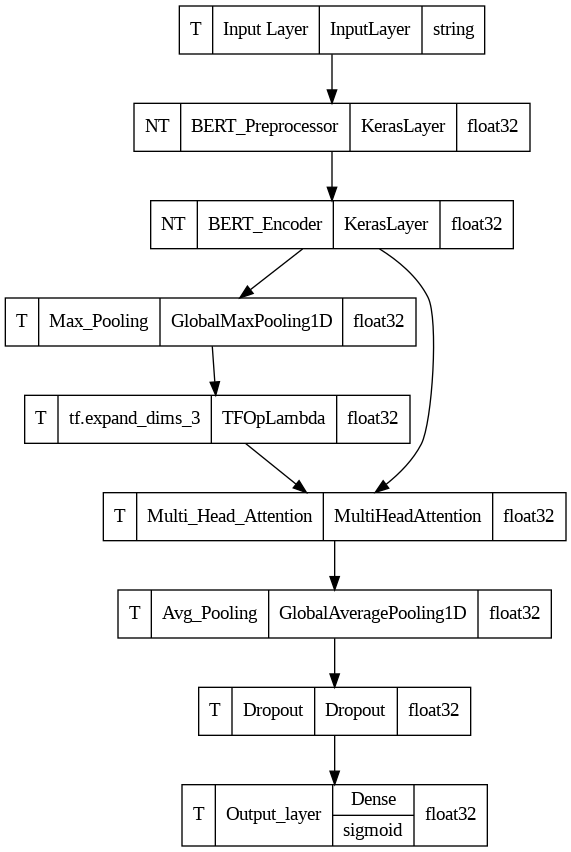 T Input Layer InputLayer string
NT BERT_Preprocessor KerasLayer float32
NT BERT_Encoder KerasLayer float32
T Max_Pooling GlobalMaxPooling1D float32
T tf.expand_dims_3 TFOpLambda float32
T Multi_Head_Attention MultiHeadAttention float32
T Avg_Pooling GlobalAveragePooling1D float32
T Dropout Dropout float32
T Output_layer Dense float32
sigmoid